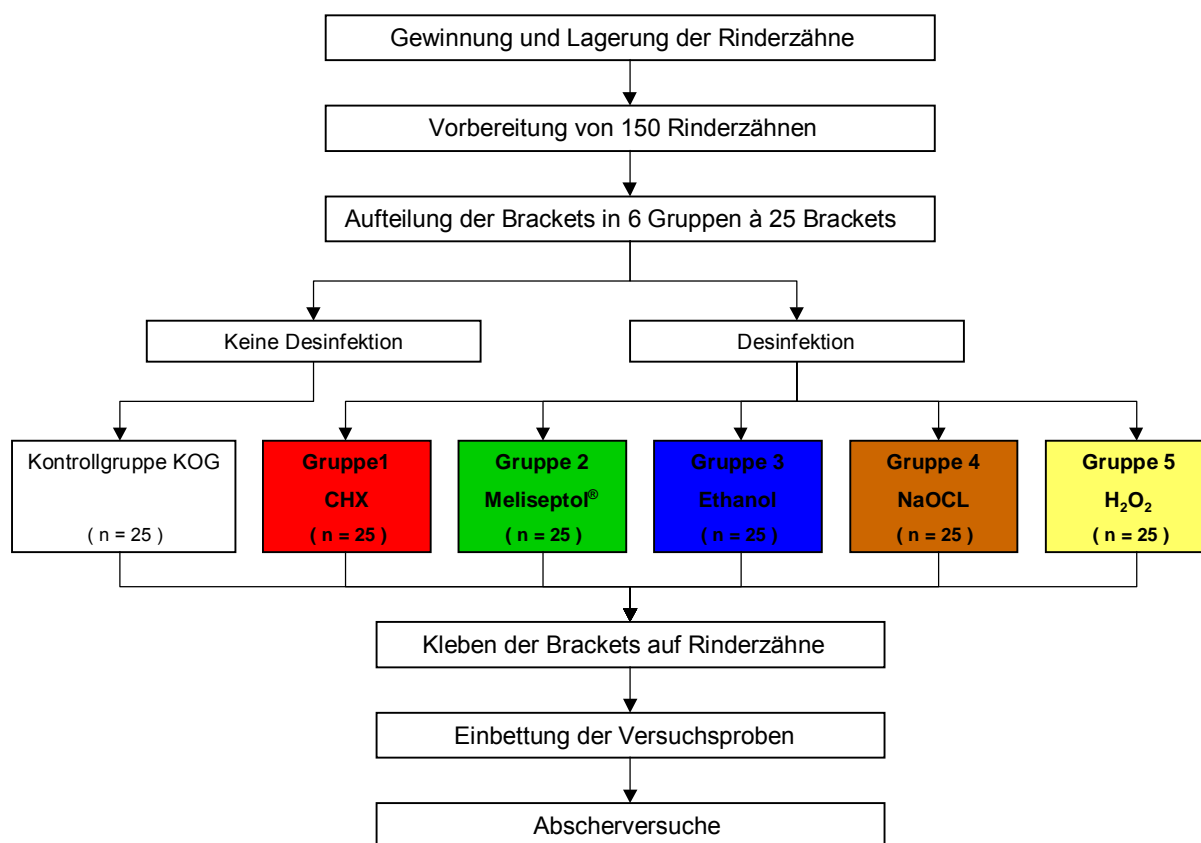 Gewinnung und Lagerung der Rinderzähne
Vorbereitung von 150 Rinderzähnen
Aufteilung der Brackets in 6 Gruppen à 25 Brackets
Keine Desinfektion
Desinfektion
Kontrollgruppe KOG
( n = 25 )
Gruppe1
CHX
( n = 25 )
Gruppe 2
Meliseptol®
( n = 25 )
Gruppe 3
Ethanol
( n = 25 )
Gruppe 4
NaOCL
( n = 25 )
Gruppe 5
H₂O₂
( n = 25 )
Kleben der Brackets auf Rinderzähne
Einbettung der Versuchsproben
Abscherversuche